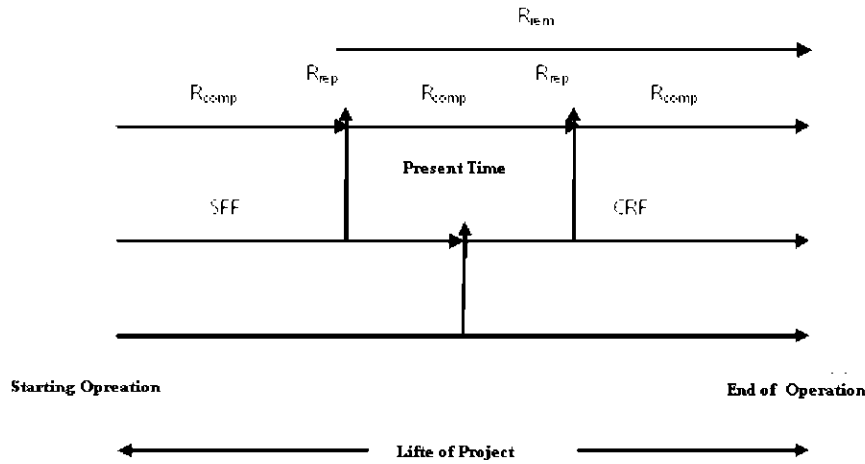 R_rem
R_rep R_rep
R_comp R_comp R_comp
Present Time
SFF CRF
Starting Opreation End of Operation
Lifte of Project